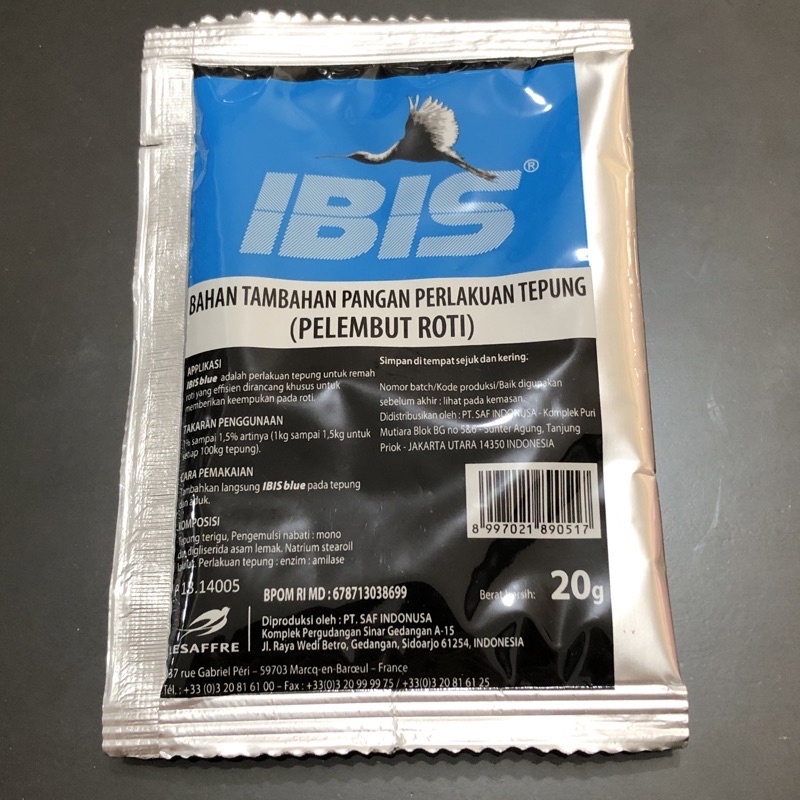 IBIS®
BAHAN TAMBAHAN PANGAN PERLAKUAN TEPUNG
(PELEMBUT ROTI)
APPLIKASI
IBISblue adalah perlakuan tepung untuk remah
roti yang effisien dirancang khusus untuk
memberikan keempukan pada roti.
TAKARAN PENGGUNAAN
1% sampai 1,5% artinya (1kg sampai 1,5kg untuk
setiap 100kg tepung).
CARA PEMAKAIAN
Tambahkan langsung IBISblue pada tepung
dan aduk.
KOMPOSISI
Tepung terigu, Pengemulsi nabati : mono
dan digliserida asam lemak. Natrium stearoil
Perlakuan tepung : enzim : amilase
Simpan di tempat sejuk dan kering.
Nomor batch/Kode produksi/Baik digunakan
sebelum akhir : lihat pada kemasan.
Didistribusikan oleh : PT. SAF INDONUSA - Komplek Puri
Mutiara Blok BG no 5&6 - Sunter Agung, Tanjung
Priok - JAKARTA UTARA 14350 INDONESIA
8 997021 890517
13.14005
BPOM RI MD : 678713038699
Berat bersih: 20g
LESAFFRE
Diproduksi oleh : PT. SAF INDONUSA
Komplek Pergudangan Sinar Gedangan A-15
Jl. Raya Wedi Betro, Gedangan, Sidoarjo 61254, INDONESIA
137 rue Gabriel Péri – 59703 Marcq-en-Barœul – France
Tél. : +33 (0)3 20 81 61 00 – Fax : +33(0)3 20 99 99 75 / +33(0)3 20 81 61 25